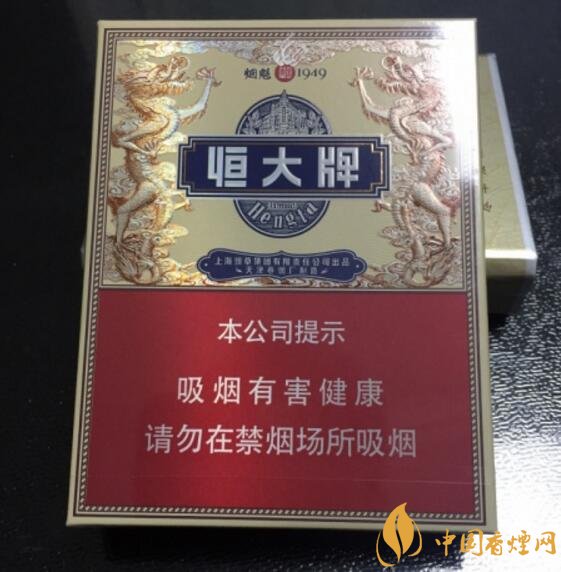 烟魁 1949
恒大牌
Hengta
上海烟草集团有限责任公司出品
天津卷烟厂制造
本公司提示
吸烟有害健康
请勿在禁烟场所吸烟
中国香烟网